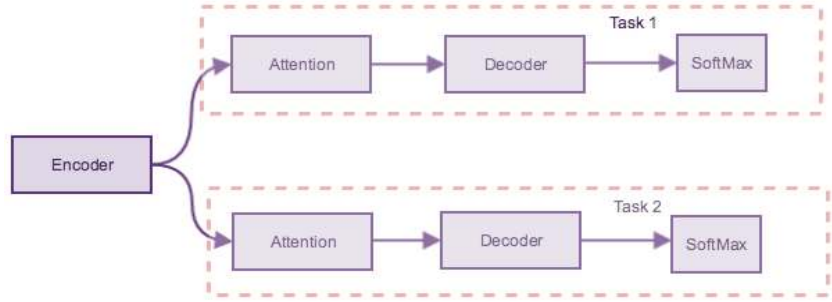 Task 1
Attention
Decoder
SoftMax
Encoder
Task 2
Attention
Decoder
SoftMax